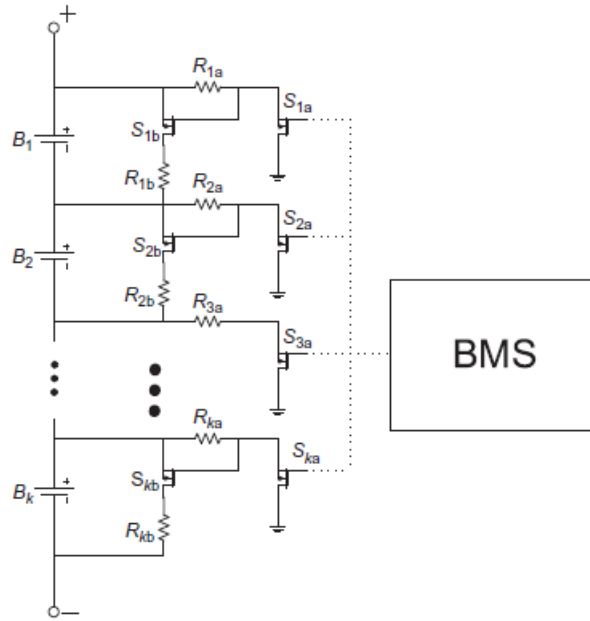 +
R1a
S1a
B1
+
-
S1b
R1b
R2a
S2a
B2
+
-
S2b
R2b
R3a
S3a
BMS
Rka
Ska
Bk
+
-
Skb
Rkb
—